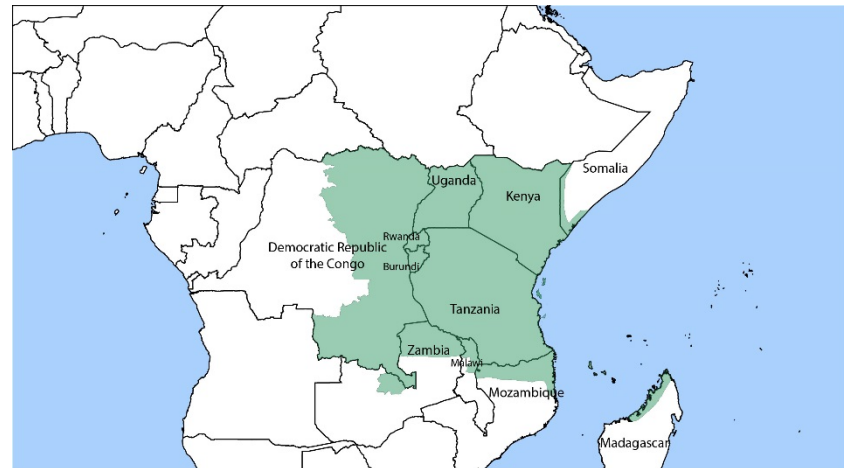 Somalia
Uganda
Kenya
Rwanda
Democratic Republic
of the Congo
Burundi
Tanzania
Zambia
Malawi
Mozambique
Madagascar